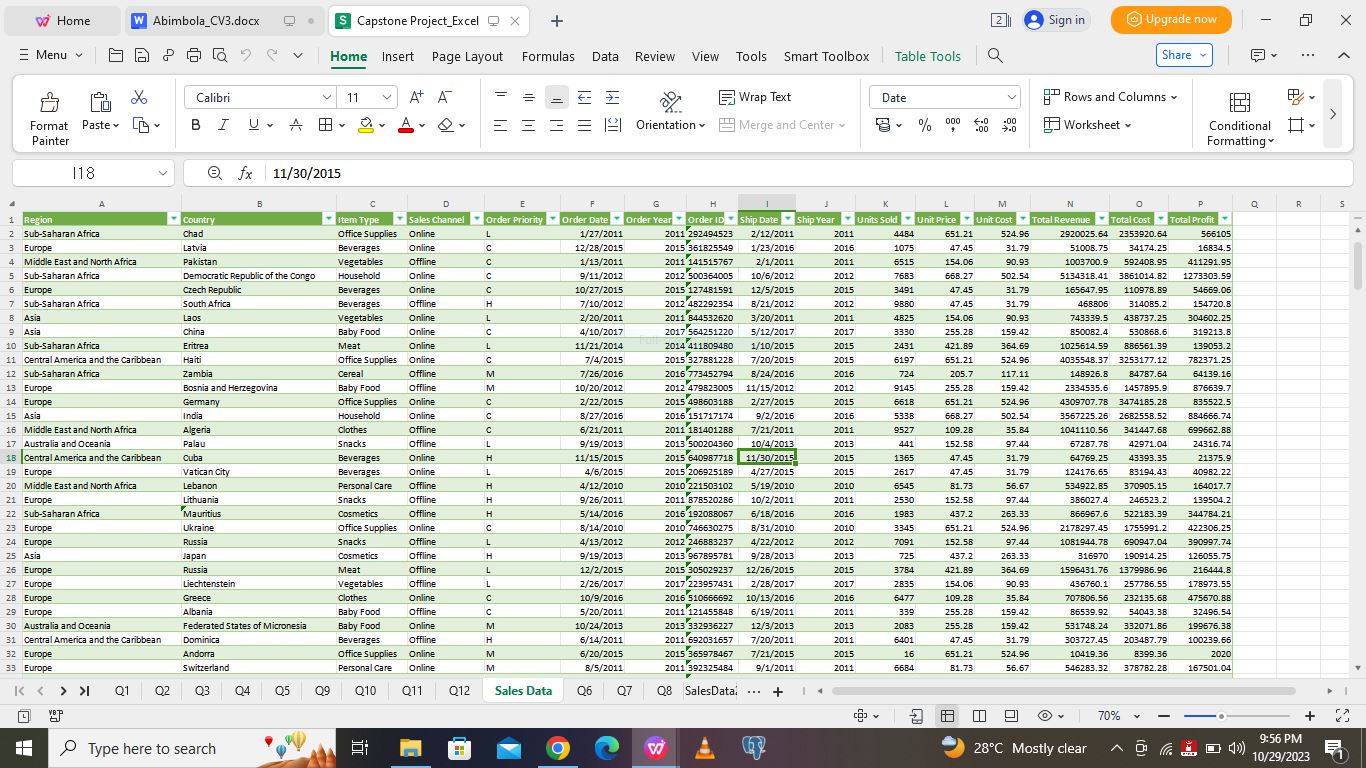 Home Abimbola_CV3.docx Capstone Project_Excel Sign in Upgrade now
Menu Home Insert Page Layout Formulas Data Review View Tools Smart Toolbox Table Tools Share
Calibri 11 Wrap Text Date Rows and Columns
Format Painter Paste B I U A Orientation Merge and Center Worksheet Conditional Formatting
I18 fx 11/30/2015
A B C D E F G H I J K L M N O P Q R S
1 Region Country Item Type Sales Channel Order Priority Order Date Order Year Order ID Ship Date Ship Year Units Sold Unit Price Unit Cost Total Revenue Total Cost Total Profit
2 Sub-Saharan Africa Chad Office Supplies Online L 1/27/2011 2011 292494523 2/12/2011 2011 4484 651.21 524.96 2920025.64 2353920.64 566105
3 Europe Latvia Beverages Online C 12/28/2015 2015 361825549 1/23/2016 2016 1075 47.45 31.79 51008.75 34174.25 16834.5
4 Middle East and North Africa Pakistan Vegetables Offline C 1/13/2011 2011 141515767 2/1/2011 2011 6515 154.06 90.93 1003700.9 592408.95 411291.95
5 Sub-Saharan Africa Democratic Republic of the Congo Household Online C 9/11/2012 2012 500364005 10/6/2012 2012 7683 668.27 502.54 5134318.41 3861014.82 1273303.59
6 Europe Czech Republic Beverages Online C 10/27/2015 2015 127481591 12/5/2015 2015 3491 47.45 31.79 165647.95 110978.89 54669.06
7 Sub-Saharan Africa South Africa Beverages Offline H 7/10/2012 2012 482292354 8/21/2012 2012 9880 47.45 31.79 468806 314085.2 154720.8
8 Asia Laos Vegetables Online L 2/20/2011 2011 844532620 3/20/2011 2011 4825 154.06 90.93 743339.5 438737.25 304602.25
9 Asia China Baby Food Online C 4/10/2017 2017 564251220 5/12/2017 2017 3330 255.28 159.42 850082.4 530868.6 319213.8
10 Sub-Saharan Africa Eritrea Meat Online L 11/21/2014 2014 411809480 1/10/2015 2015 2431 421.89 364.69 1025614.59 886561.39 139053.2
11 Central America and the Caribbean Haiti Office Supplies Online C 7/4/2015 2015 327881228 7/20/2015 2015 6197 651.21 524.96 4035548.37 3253177.12 782371.25
12 Sub-Saharan Africa Zambia Cereal Offline M 7/26/2016 2016 773452794 8/24/2016 2016 724 205.7 117.11 148926.8 84787.64 64139.16
13 Europe Bosnia and Herzegovina Baby Food Offline M 10/20/2012 2012 479823005 11/15/2012 2012 9145 255.28 159.42 2334535.6 1457895.9 876639.7
14 Europe Germany Office Supplies Online C 2/22/2015 2015 498603188 2/27/2015 2015 6618 651.21 524.96 4309707.78 3474185.28 835522.5
15 Asia India Household Online C 8/27/2016 2016 151717174 9/2/2016 2016 5338 668.27 502.54 3567225.26 2682558.52 884666.74
16 Middle East and North Africa Algeria Clothes Offline C 6/21/2011 2011 181401288 7/21/2011 2011 9527 109.28 35.84 1041110.56 341447.68 699662.88
17 Australia and Oceania Palau Snacks Offline L 9/19/2013 2013 500204360 10/4/2013 2013 441 152.58 97.44 67287.78 42971.04 24316.74
18 Central America and the Caribbean Cuba Beverages Online H 11/15/2015 2015 640987718 11/30/2015 2015 1365 47.45 31.79 64769.25 43393.35 21375.9
19 Europe Vatican City Beverages Online L 4/6/2015 2015 206925189 4/27/2015 2015 2617 47.45 31.79 124176.65 83194.43 40982.22
20 Middle East and North Africa Lebanon Personal Care Offline H 4/12/2010 2010 221503102 5/19/2010 2010 6545 81.73 56.67 534922.85 370905.15 164017.7
21 Europe Lithuania Snacks Offline H 9/26/2011 2011 878520286 10/2/2011 2011 2530 152.58 97.44 386027.4 246523.2 139504.2
22 Sub-Saharan Africa Mauritius Cosmetics Offline H 5/14/2016 2016 192088067 6/18/2016 2016 1983 437.2 263.33 866967.6 522183.39 344784.21
23 Europe Ukraine Office Supplies Online C 8/14/2010 2010 746630275 8/31/2010 2010 3345 651.21 524.96 2178297.45 1755991.2 422306.25
24 Europe Russia Snacks Offline L 4/13/2012 2012 246883237 4/22/2012 2012 7091 152.58 97.44 1081944.78 690947.04 390997.74
25 Asia Japan Cosmetics Offline H 9/19/2013 2013 967895781 9/28/2013 2013 725 437.2 263.33 316970 190914.25 126055.75
26 Europe Russia Meat Offline L 12/2/2015 2015 305029237 12/26/2015 2015 3784 421.89 364.69 1596431.76 1379986.96 216444.8
27 Europe Liechtenstein Vegetables Offline L 2/26/2017 2017 223957431 2/28/2017 2017 2835 154.06 90.93 436760.1 257786.55 178973.55
28 Europe Greece Clothes Online C 10/9/2016 2016 510666692 10/13/2016 2016 6477 109.28 35.84 707806.56 232135.68 475670.88
29 Europe Albania Baby Food Offline C 5/20/2011 2011 121455848 6/19/2011 2011 339 255.28 159.42 86539.92 54043.38 32496.54
30 Australia and Oceania Federated States of Micronesia Baby Food Online M 10/24/2013 2013 332936227 12/3/2013 2013 2083 255.28 159.42 531748.24 332071.86 199676.38
31 Central America and the Caribbean Dominica Beverages Offline H 6/14/2011 2011 692031657 7/20/2011 2011 6401 47.45 31.79 303727.45 203487.79 100239.66
32 Europe Andorra Office Supplies Online M 6/20/2015 2015 365978467 7/21/2015 2015 16 651.21 524.96 10419.36 8399.36 2020
33 Europe Switzerland Personal Care Online M 8/5/2011 2011 392325484 9/1/2011 2011 6684 81.73 56.67 546283.32 378782.28 167501.04
Q1 Q2 Q3 Q4 Q5 Q9 Q10 Q11 Q12 Sales Data Q6 Q7 Q8 SalesData
70%
Type here to search 28°C Mostly clear 9:56 PM
10/29/2023